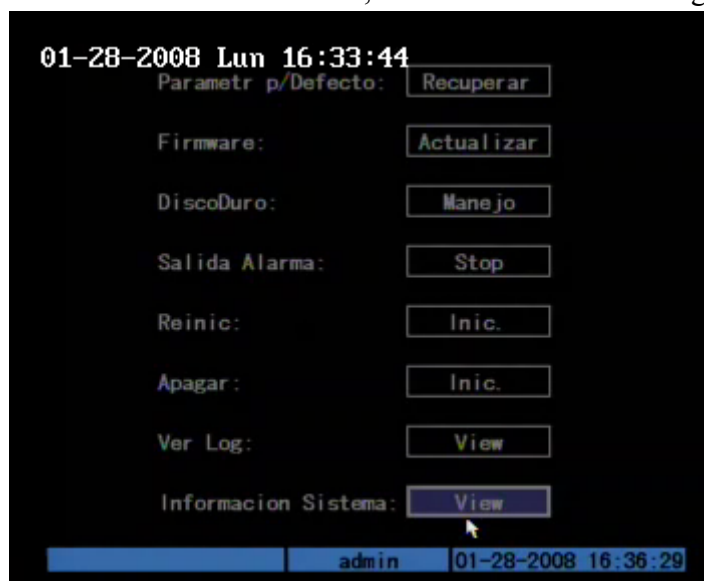 01-28-2008 Lun 16:33:44
Parametr p/Defecto: Recuperar
Firmware: Actualizar
DiscoDuro: Manejo
Salida Alarma: Stop
Reinic: Inic.
Apagar: Inic.
Ver Log: View
Informacion Sistema: View
admin 01-28-2008 16:36:29